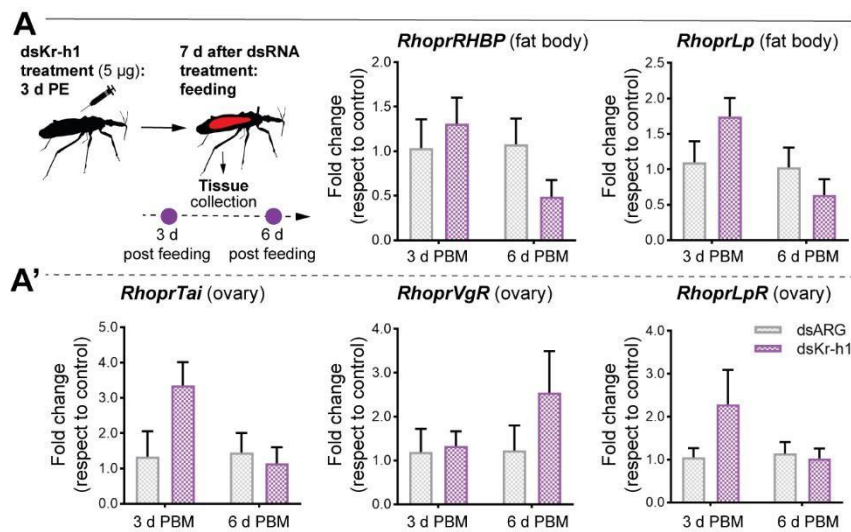 A
dsKr-h1
treatment (5 µg):
3 d PE
7 d after dsRNA
treatment:
feeding
Tissue
collection
3 d
post feeding
6 d
post feeding
RhoprRHBP (fat body)
Fold change
(respect to control)
2.0
1.5
1.0
0.5
0.0
3 d PBM
6 d PBM
RhoprLp (fat body)
Fold change
(respect to control)
2.5
2.0
1.5
1.0
0.5
0.0
3 d PBM
6 d PBM
A'
RhoprTai (ovary)
Fold change
(respect to control)
5.0
4.0
3.0
2.0
1.0
0.0
3 d PBM
6 d PBM
RhoprVgR (ovary)
Fold change
(respect to control)
4.0
3.0
2.0
1.0
0.0
3 d PBM
6 d PBM
RhoprLpR (ovary)
Fold change
(respect to control)
4.0
3.0
2.0
1.0
0.0
3 d PBM
6 d PBM
dsARG
dsKr-h1